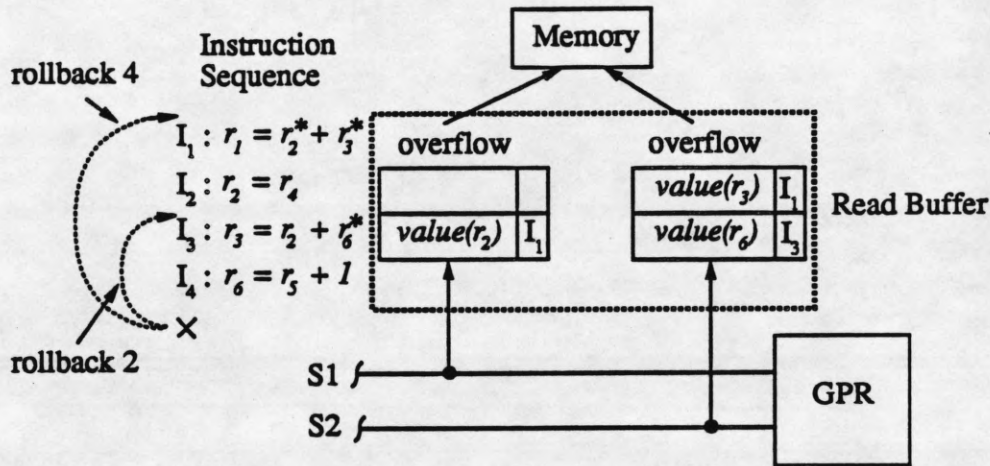 Memory
Instruction
Sequence
rollback 4
I₁ : r₁ = r₂* + r₃*
I₂ : r₂ = r₄
I₃ : r₃ = r₂ + r₆*
I₄ : r₆ = r₅ + 1
×
rollback 2
overflow
value(r₂) I₁
overflow
value(r₃) I₁
value(r₆) I₃
Read Buffer
S1
S2
GPR